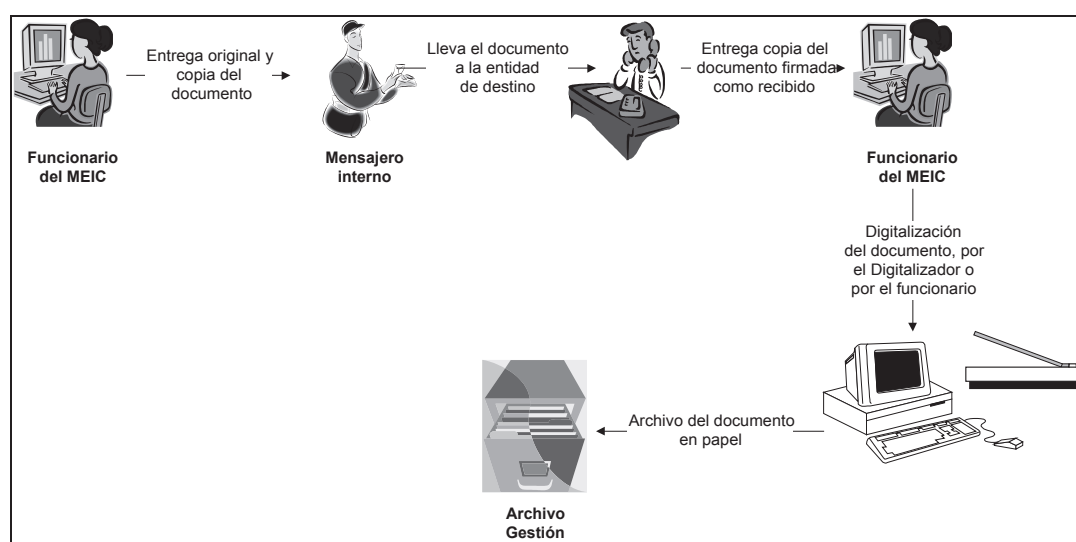 Entrega original y
copia del
documento
Lleva el documento
a la entidad
de destino
Entrega copia del
documento firmada
como recibido
Funcionario
del MEIC
Mensajero
interno
Funcionario
del MEIC
Digitalización
del documento, por
el Digitalizador o
por el funcionario
Archivo del documento
en papel
Archivo
Gestión